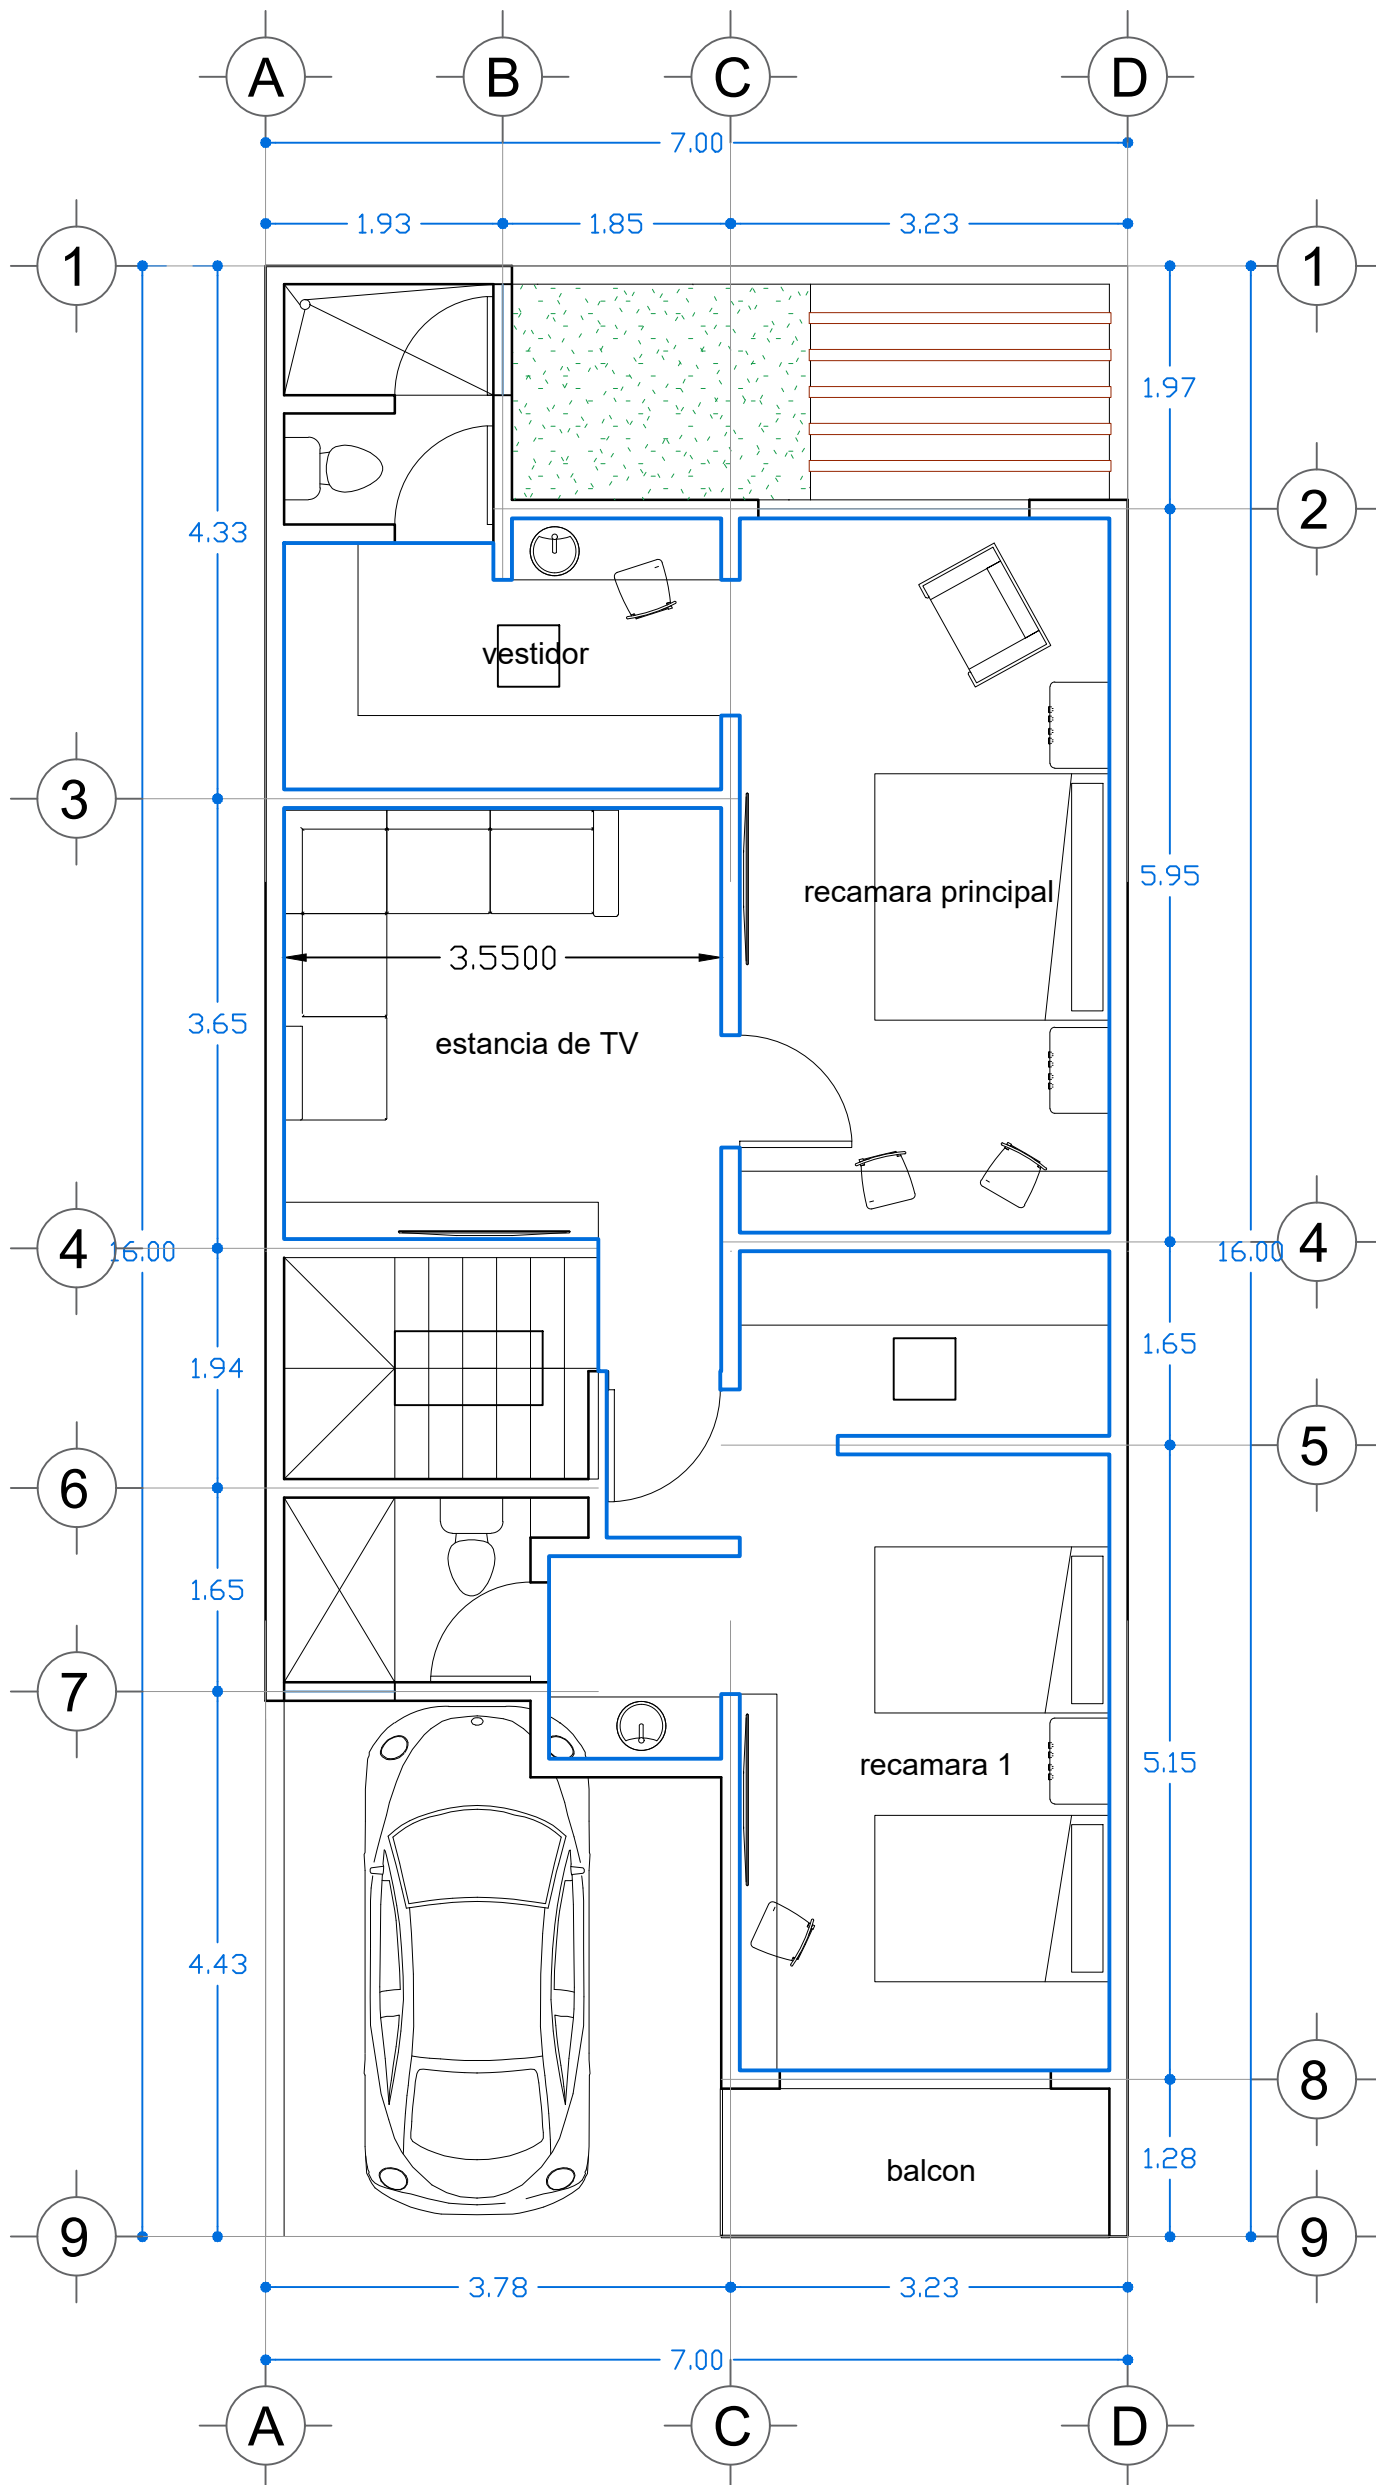 A B C D
7.00
1.93 1.85 3.23
1 1
1.97
2
4.33
vestidor
3
5.95
recamara principal
3.5500
3.65
estancia de TV
4 16.00 16.00 4
1.65
1.94
5
6
1.65
7
5.15
recamara 1
4.43
8
1.28
balcon
9 9
3.78 3.23
7.00
A C D